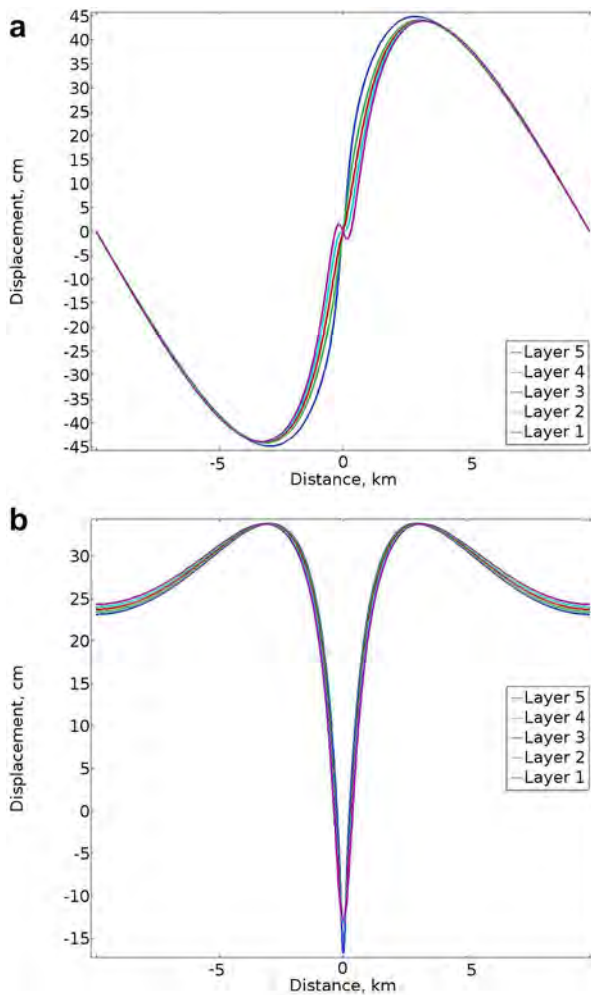 a
45
40
35
30
25
20
15
10
5
0
-5
-10
-15
-20
-25
-30
-35
-40
-45
Displacement, cm
Layer 5
Layer 4
Layer 3
Layer 2
Layer 1
-5
0
5
Distance, km
b
30
25
20
15
10
5
0
-5
-10
-15
Displacement, cm
Layer 5
Layer 4
Layer 3
Layer 2
Layer 1
-5
0
5
Distance, km